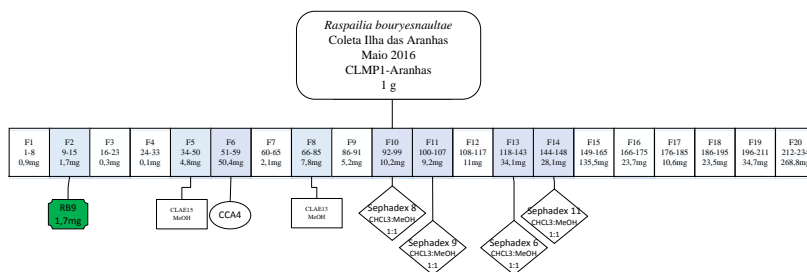 Raspailia bouryesnaultae
Coleta Ilha das Aranhas
Maio 2016
CLMP1-Aranhas
1 g
F1
1-8
0,9mg
F2
9-15
1,7mg
F3
16-23
0,3mg
F4
24-33
0,1mg
F5
34-50
4,8mg
F6
51-59
50,4mg
F7
60-65
2,1mg
F8
66-85
7,8mg
F9
86-91
5,2mg
F10
92-99
10,2mg
F11
100-107
9,2mg
F12
108-117
11mg
F13
118-143
34,1mg
F14
144-148
28,1mg
F15
149-165
135,5mg
F16
166-175
23,7mg
F17
176-185
10,6mg
F18
186-195
23,5mg
F19
196-211
34,7mg
F20
212-234
268,8mg
RB9
1,7mg
CLAE15
MeOH
CCA4
CLAE13
MeOH
Sephadex 8
CHCL3:MeOH
1:1
Sephadex 9
CHCL3:MeOH
1:1
Sephadex 6
CHCL3:MeOH
1:1
Sephadex 11
CHCL3:MeOH
1:1